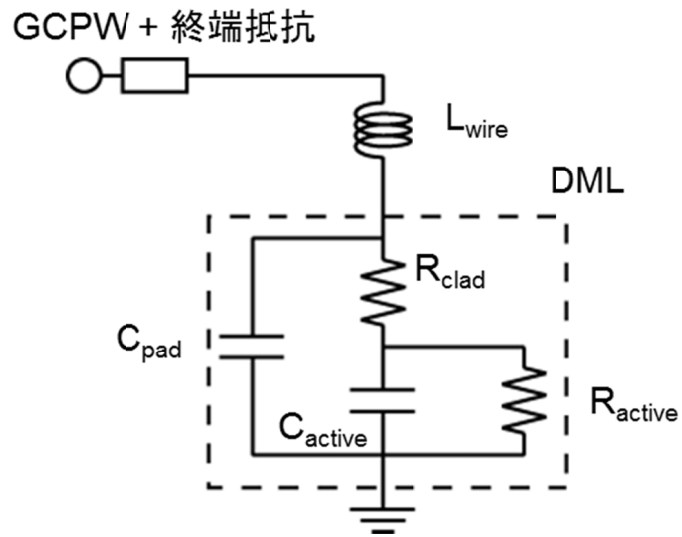 GCPW + 終端抵抗
Lwire
DML
Rclad
Cpad
Cactive
Ractive